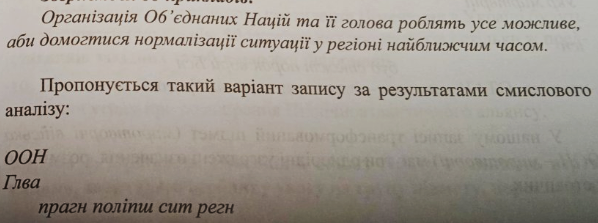 Організація Об’єднаних Націй та її голова роблять усе можливе,
аби домогтися нормалізації ситуації у регіоні найближчим часом.
Пропонується такий варіант запису за результатами смислового
аналізу:
ООН
Глва
прагн поліпш сит регн